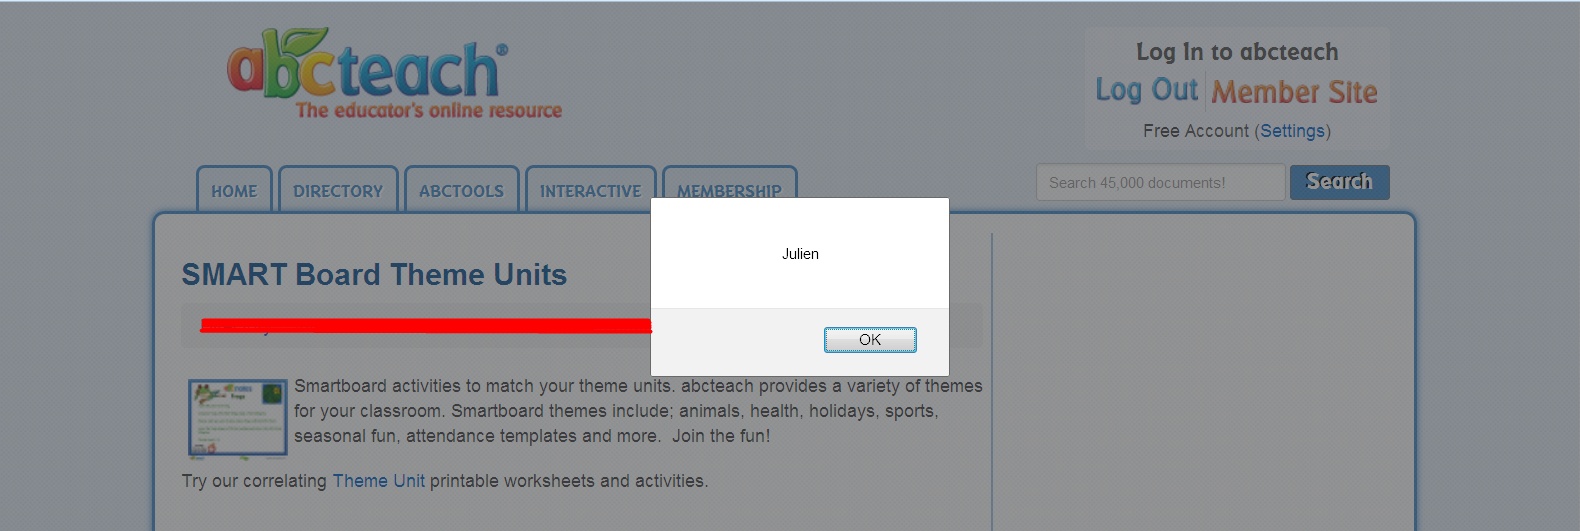 abcteach®
The educator's online resource
Log In to abcteach
Log Out Member Site
Free Account (Settings)
HOME DIRECTORY ABCTOOLS INTERACTIVE MEMBERSHIP
Search 45,000 documents! Search
Julien
OK
SMART Board Theme Units
Smartboard activities to match your theme units. abcteach provides a variety of themes
for your classroom. Smartboard themes include; animals, health, holidays, sports,
seasonal fun, attendance templates and more. Join the fun!
Try our correlating Theme Unit printable worksheets and activities.